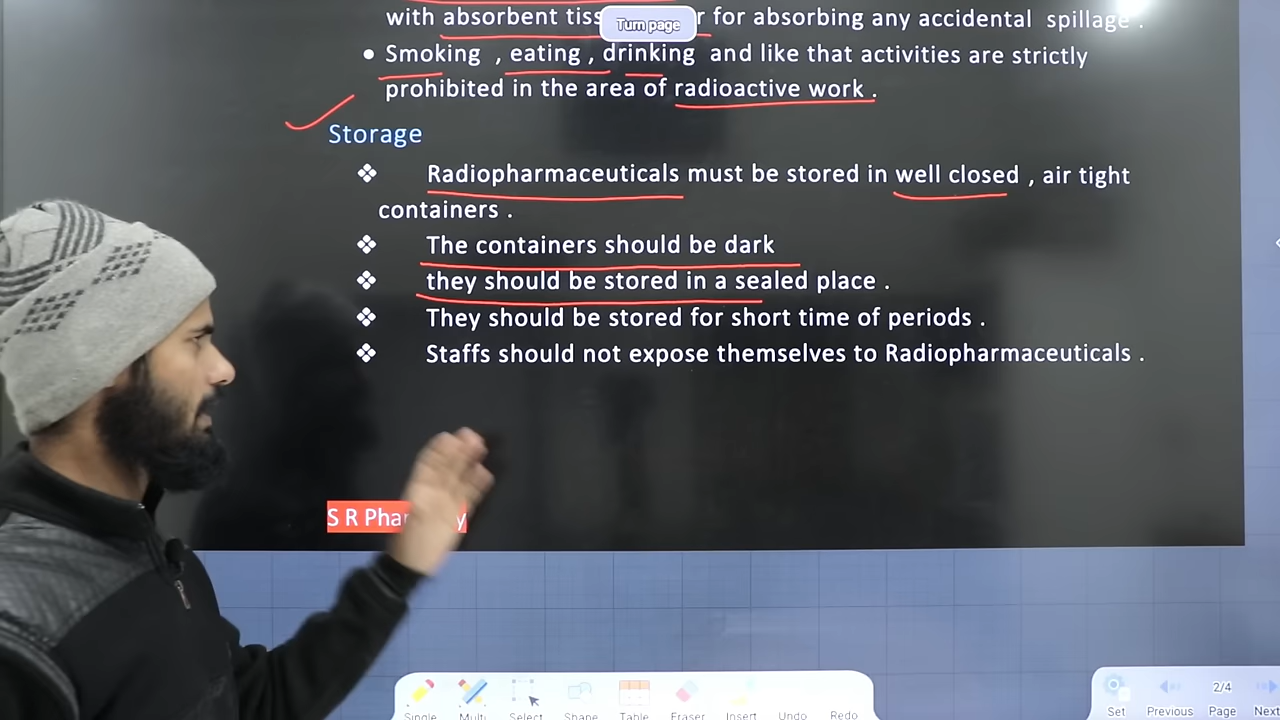 with absorbent for absorbing any accidental spillage .
Turn page
• Smoking , eating , drinking and like that activities are strictly
prohibited in the area of radioactive work .
Storage
❖ Radiopharmaceuticals must be stored in well closed , air tight
containers .
❖ The containers should be dark
❖ they should be stored in a sealed place .
❖ They should be stored for short time of periods .
❖ Staffs should not expose themselves to Radiopharmaceuticals .
S R
Single Multi Select Shape Table Eraser Insert Undo Redo
Set Previous 2/4 Page Next